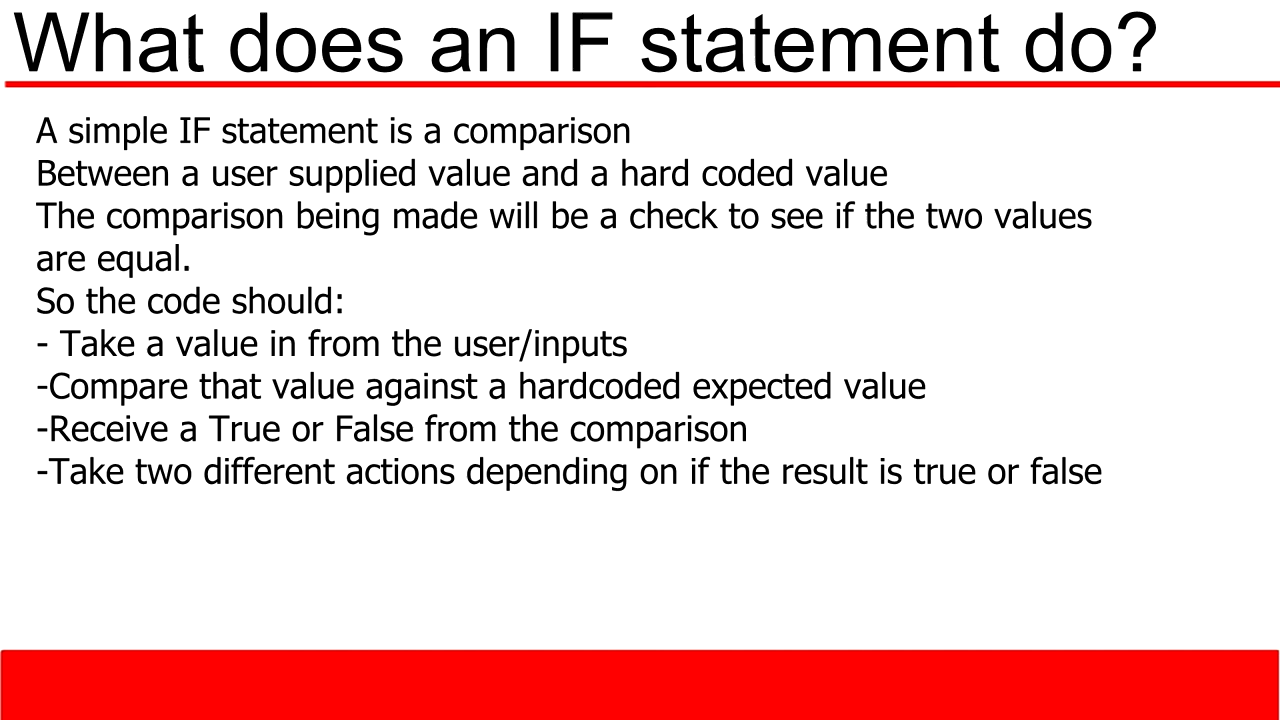 What does an IF statement do?
A simple IF statement is a comparison
Between a user supplied value and a hard coded value
The comparison being made will be a check to see if the two values
are equal.
So the code should:
- Take a value in from the user/inputs
-Compare that value against a hardcoded expected value
-Receive a True or False from the comparison
-Take two different actions depending on if the result is true or false